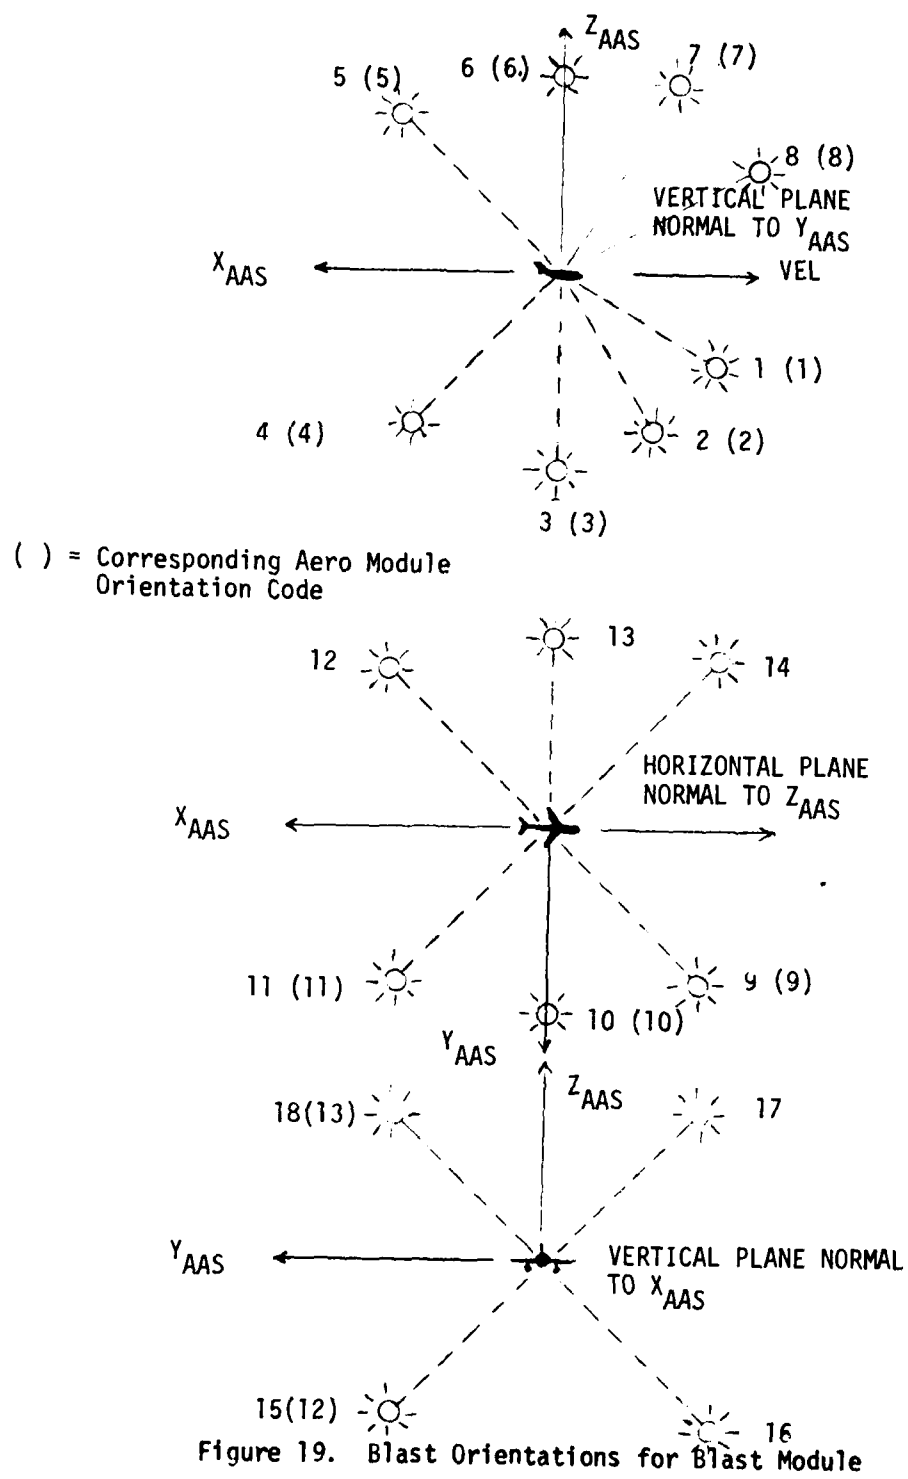 Z_AAS
7 (7)
6 (6)
5 (5)
8 (8)
VERTICAL PLANE
NORMAL TO Y_AAS
X_AAS
VEL
1 (1)
4 (4)
2 (2)
3 (3)
( ) = Corresponding Aero Module
Orientation Code
12
13
14
HORIZONTAL PLANE
NORMAL TO Z_AAS
X_AAS
11 (11)
9 (9)
10 (10)
Y_AAS
Z_AAS
18(13)
17
Y_AAS
VERTICAL PLANE NORMAL
TO X_AAS
15(12)
16
Figure 19. Blast Orientations for Blast Module